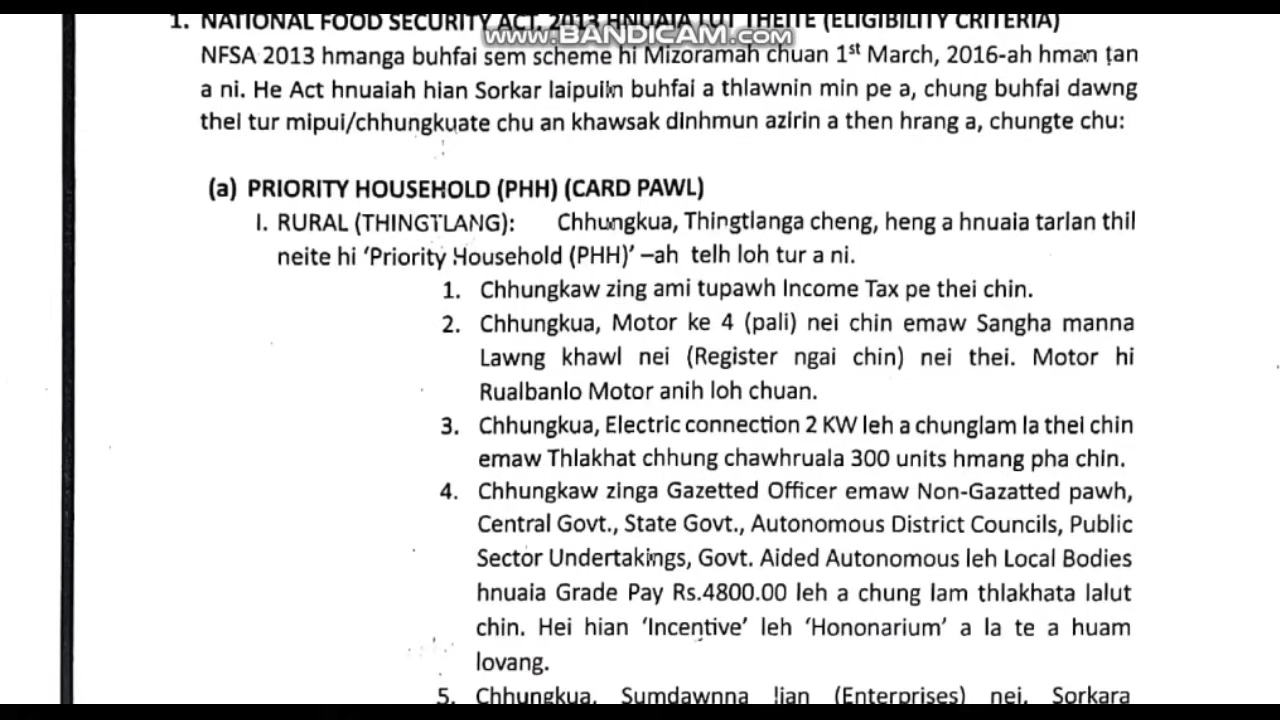 1. NATIONAL FOOD SECURITY ACT, 2013 HNUAIA LUT THEITE (ELIGIBILITY CRITERIA)
www.BANDICAM.com
NFSA 2013 hmanga buhfai sem scheme hi Mizoramah chuan 1st March, 2016-ah hman ṭan
a ni. He Act hnuaiah hian Sorkar laipuiin buhfai a thlawnin min pe a, chung buhfai dawng
thei tur mipui/chhungkuate chu an khawsak dinhmun azirin a then hrang a, chungte chu:
(a) PRIORITY HOUSEHOLD (PHH) (CARD PAWL)
I. RURAL (THINGTLANG): Chhungkua, Thingtlanga cheng, heng a hnuaia tarlan thil
neite hi ‘Priority Household (PHH)’ –ah telh loh tur a ni.
1. Chhungkaw zing ami tupawh Income Tax pe thei chin.
2. Chhungkua, Motor ke 4 (pali) nei chin emaw Sangha manna
Lawng khawl nei (Register ngai chin) nei thei. Motor hi
Rualbanlo Motor anih loh chuan.
3. Chhungkua, Electric connection 2 KW leh a chunglam la thei chin
emaw Thlakhat chhung chawhruala 300 units hmang pha chin.
4. Chhungkaw zinga Gazetted Officer emaw Non-Gazatted pawh,
Central Govt., State Govt., Autonomous District Councils, Public
Sector Undertakings, Govt. Aided Autonomous leh Local Bodies
hnuaia Grade Pay Rs.4800.00 leh a chung lam thlakhata lalut
chin. Hei hian ‘Incentive’ leh ‘Hononarium’ a la te a huam
lovang.
5. Chhungkua, Sumdawnna lian (Enterprises) nei, Sorkara